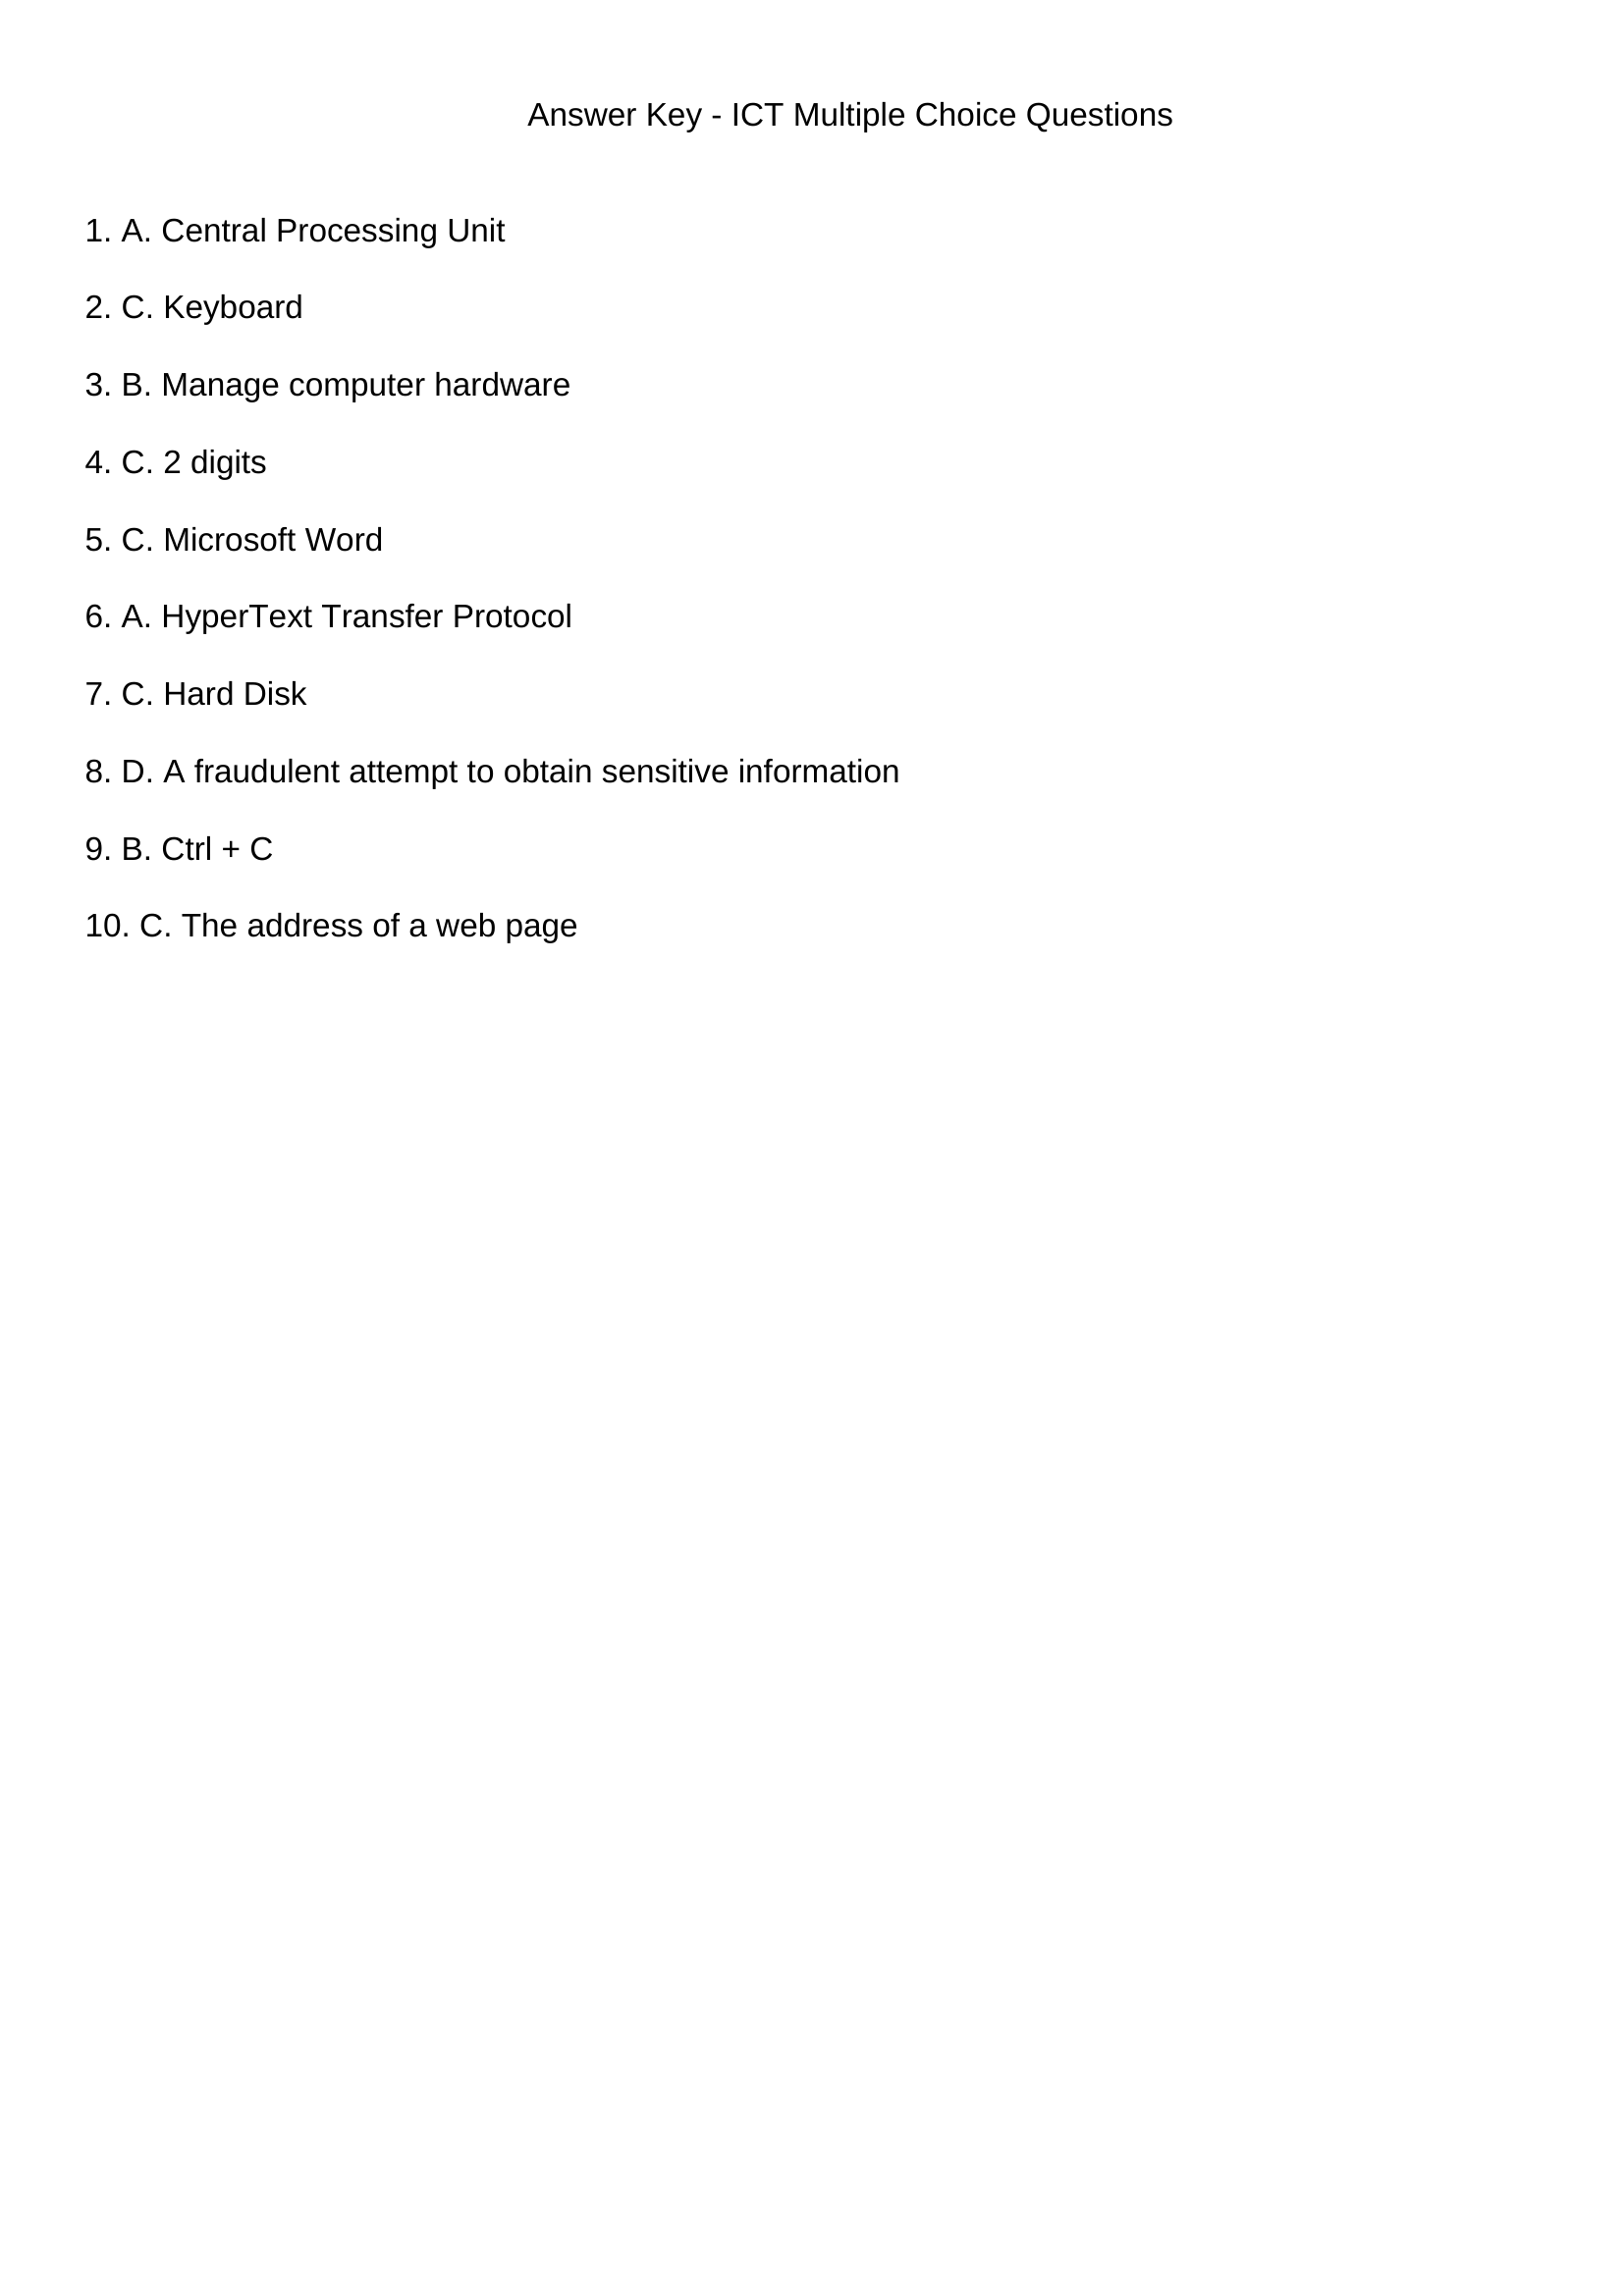 Answer Key - ICT Multiple Choice Questions
1. A. Central Processing Unit
2. C. Keyboard
3. B. Manage computer hardware
4. C. 2 digits
5. C. Microsoft Word
6. A. HyperText Transfer Protocol
7. C. Hard Disk
8. D. A fraudulent attempt to obtain sensitive information
9. B. Ctrl + C
10. C. The address of a web page